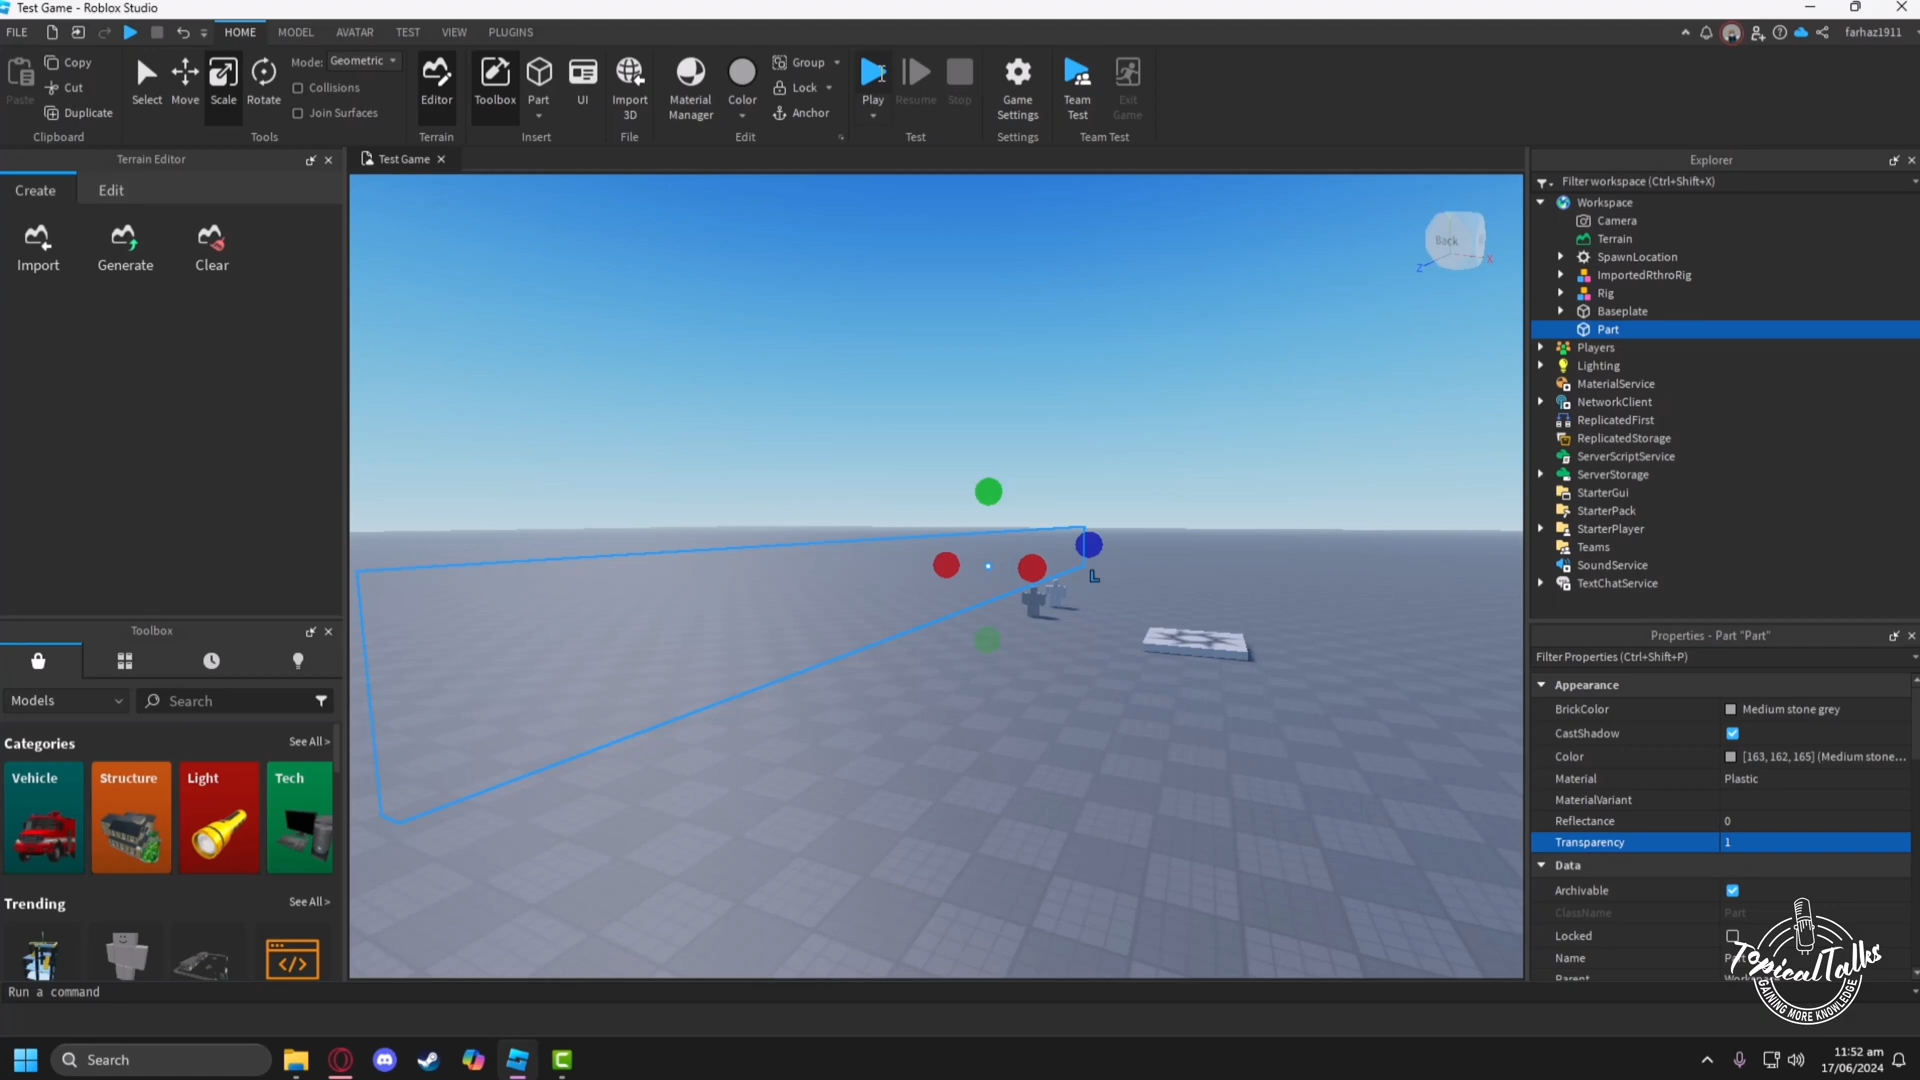 Test Game - Roblox Studio
FILE HOME MODEL AVATAR TEST VIEW PLUGINS farhaz1911
Paste Copy Cut Duplicate Clipboard
Select Move Scale Rotate Mode: Geometric Collisions Join Surfaces Tools
Editor Terrain
Toolbox Part UI Insert
Import 3D File
Material Manager Color Group Lock Anchor Edit
Play Resume Stop Test
Game Settings Settings
Team Test Exit Game Team Test
Terrain Editor
Create Edit
Import Generate Clear
Test Game
Back
Z X
L
Explorer
Filter workspace (Ctrl+Shift+X)
Workspace
Camera
Terrain
SpawnLocation
ImportedRthroRig
Rig
Baseplate
Part
Players
Lighting
MaterialService
NetworkClient
ReplicatedFirst
ReplicatedStorage
ServerScriptService
ServerStorage
StarterGui
StarterPack
StarterPlayer
Teams
SoundService
TextChatService
Toolbox
Models Search
Categories See All >
Vehicle Structure Light Tech
Trending See All >
Properties - Part "Part"
Filter Properties (Ctrl+Shift+P)
Appearance
BrickColor Medium stone grey
CastShadow
Color [163, 162, 165] (Medium stone...
Material Plastic
MaterialVariant
Reflectance 0
Transparency 1
Data
Archivable
ClassName Part
Locked
Name
Parent
TopicalTalks
GAINING MORE KNOWLEDGE
Run a command
Search
11:52 am
17/06/2024